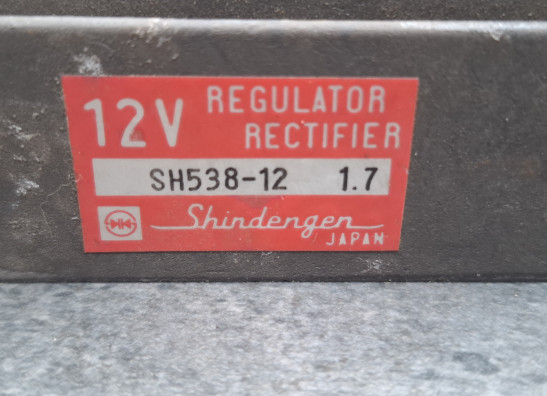 12V REGULATOR
RECTIFIER
SH538-12 1.7
Shindengen
JAPAN